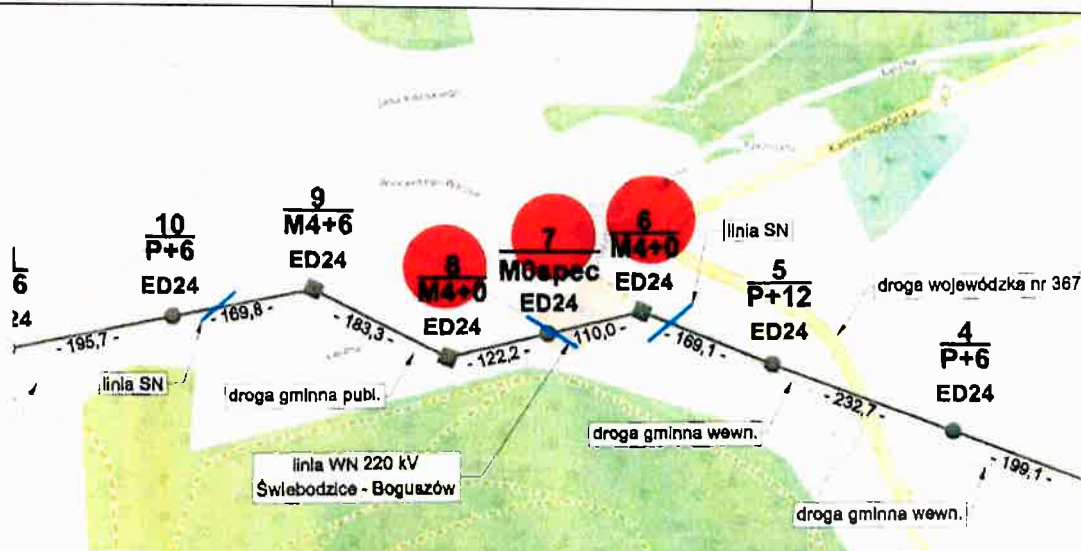 L
6
24
10
P+6
ED24
9
M4+6
ED24
8
M4+0
ED24
7
M0spec
ED24
6
M4+0
ED24
5
P+12
ED24
4
P+6
ED24
- 195,7 -
- 169,8 -
- 183,3 -
- 122,2 -
- 110,0 -
- 169,1 -
- 232,7 -
- 199,1 -
linia SN
droga gminna publ.
linia WN 220 kV
Świebodzice - Boguszów
linia SN
droga wojewódzka nr 367
droga gminna wewn.
droga gminna wewn.
Kamiennogórska